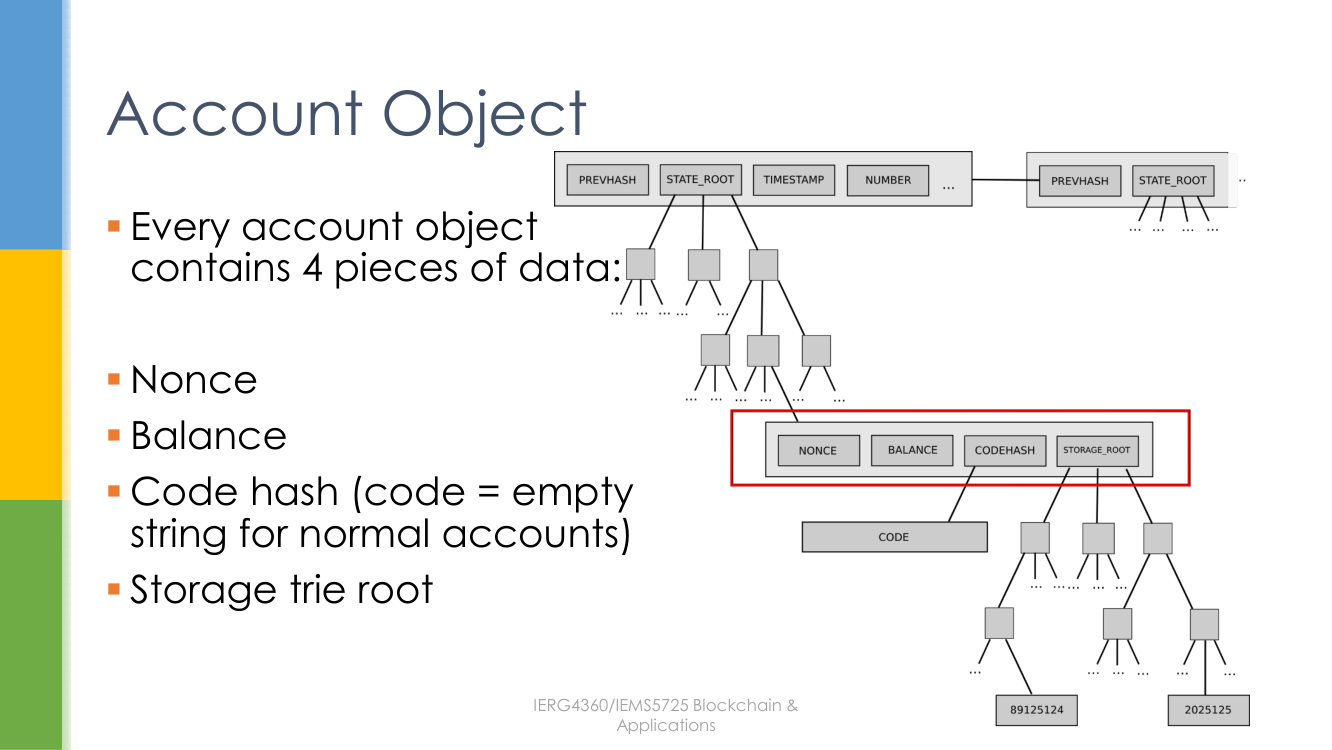 Account Object
Every account object
contains 4 pieces of data:
Nonce
Balance
Code hash (code = empty
string for normal accounts)
Storage trie root
PREVHASH STATE_ROOT TIMESTAMP NUMBER ...
PREVHASH STATE_ROOT ..
... ... ... ...
... ... ... ... ...
... ... ... ... ... ...
NONCE BALANCE CODEHASH STORAGE_ROOT
CODE
... ... ... ... ...
... ... ... ... ... ...
89125124 2025125
IERG4360/IEMS5725 Blockchain &
Applications